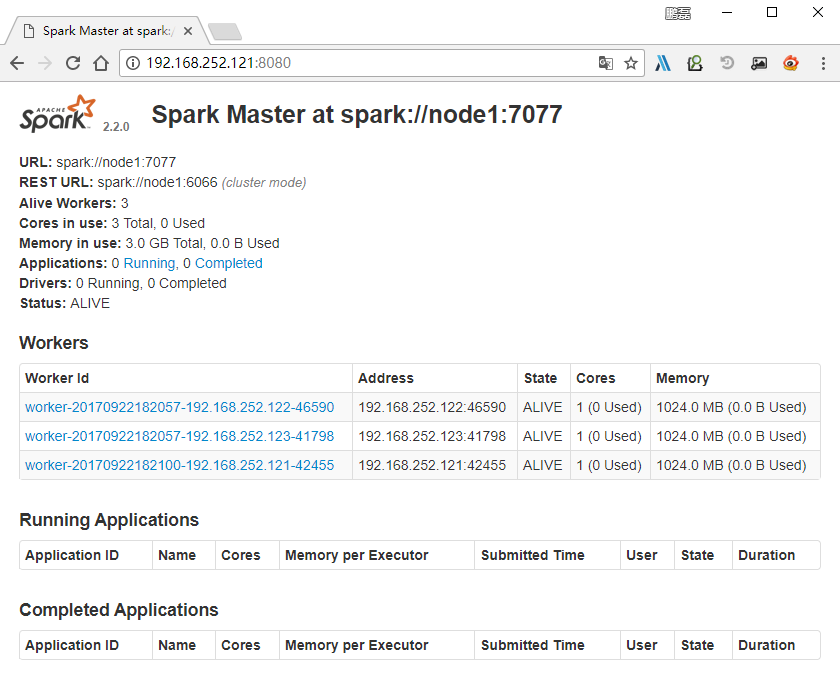 鹏磊
Spark Master at spark:/
192.168.252.121:8080
APACHE
Spark 2.2.0
Spark Master at spark://node1:7077
URL: spark://node1:7077
REST URL: spark://node1:6066 (cluster mode)
Alive Workers: 3
Cores in use: 3 Total, 0 Used
Memory in use: 3.0 GB Total, 0.0 B Used
Applications: 0 Running, 0 Completed
Drivers: 0 Running, 0 Completed
Status: ALIVE
Workers
Worker Id Address State Cores Memory
worker-20170922182057-192.168.252.122-46590 192.168.252.122:46590 ALIVE 1 (0 Used) 1024.0 MB (0.0 B Used)
worker-20170922182057-192.168.252.123-41798 192.168.252.123:41798 ALIVE 1 (0 Used) 1024.0 MB (0.0 B Used)
worker-20170922182100-192.168.252.121-42455 192.168.252.121:42455 ALIVE 1 (0 Used) 1024.0 MB (0.0 B Used)
Running Applications
Application ID Name Cores Memory per Executor Submitted Time User State Duration
Completed Applications
Application ID Name Cores Memory per Executor Submitted Time User State Duration